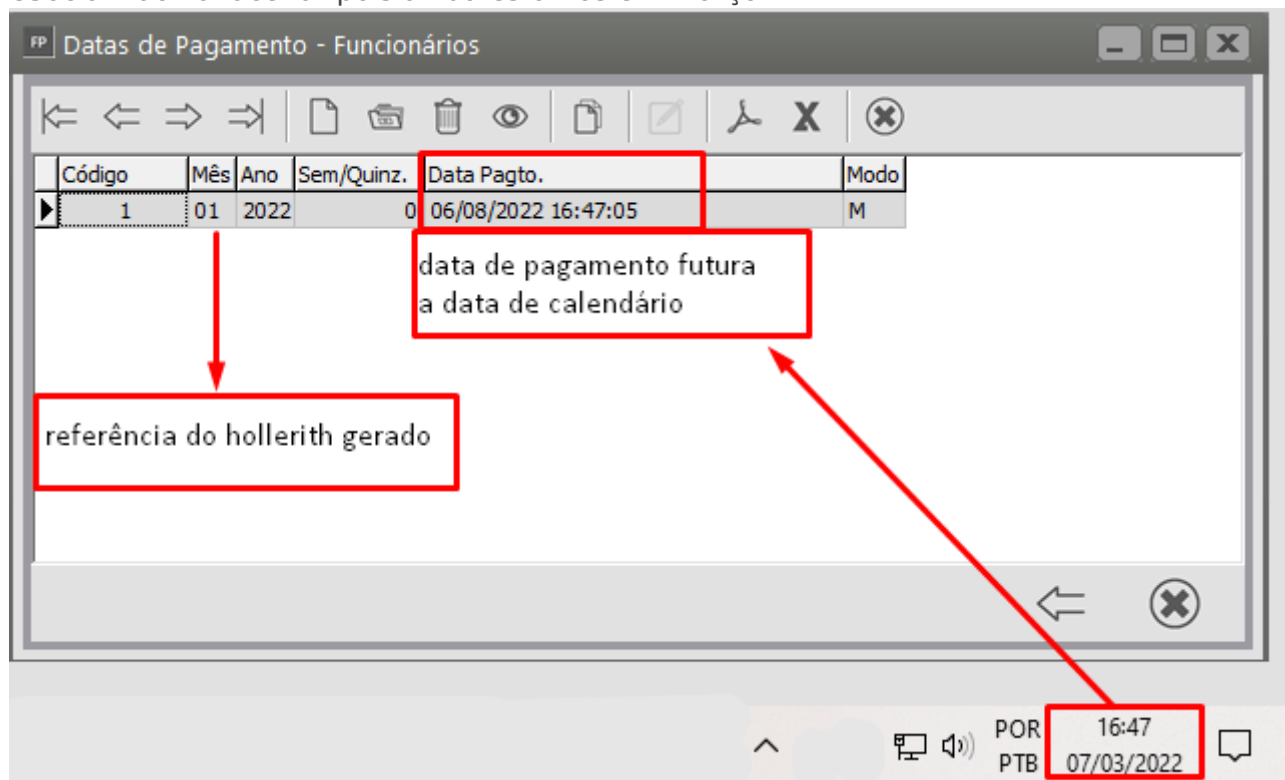 FP Datas de Pagamento - Funcionários
Código Mês Ano Sem/Quinz. Data Pagto. Modo
1 01 2022 0 06/08/2022 16:47:05 M
data de pagamento futura
a data de calendário
referência do hollerith gerado
POR 16:47
PTB 07/03/2022